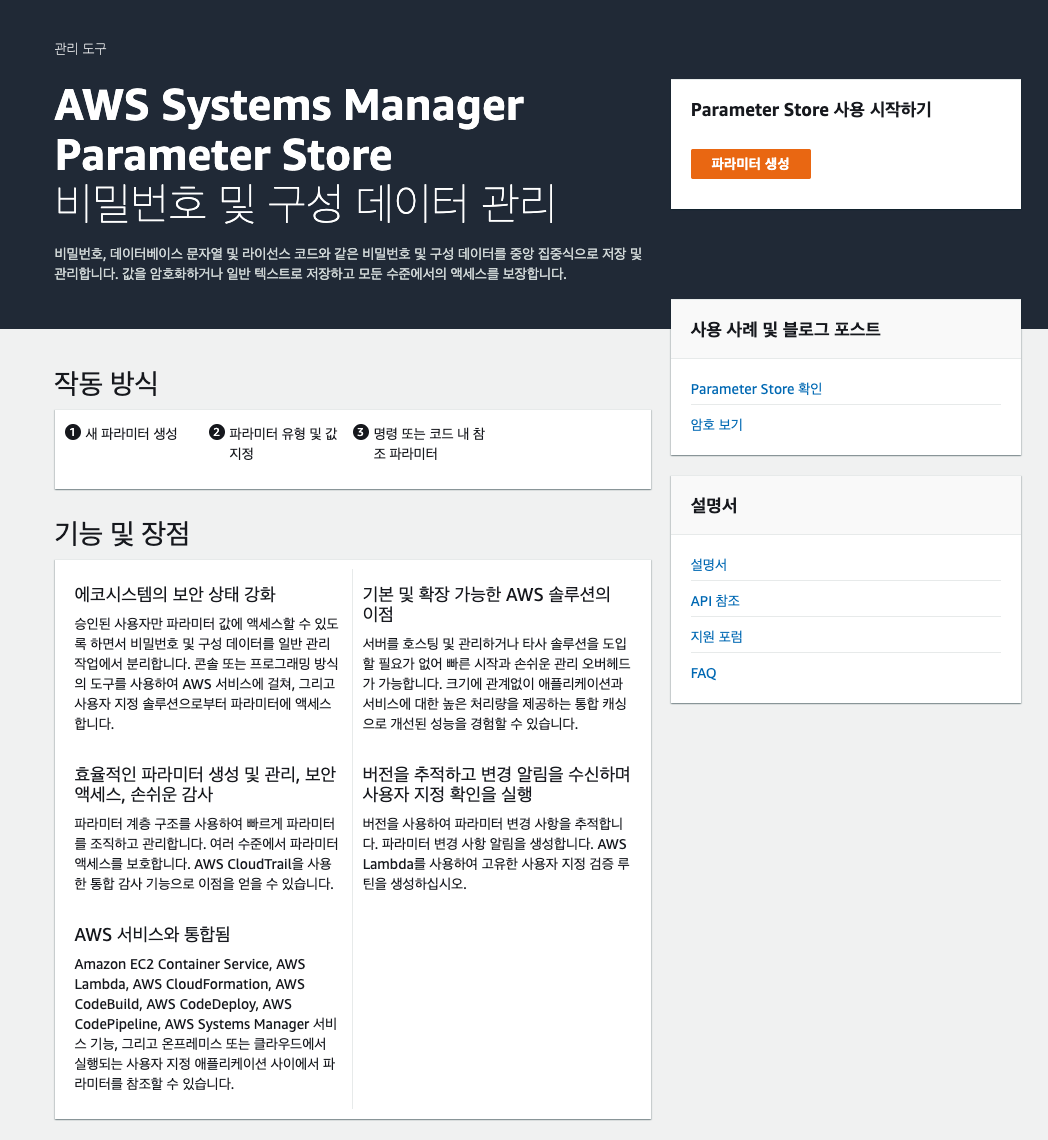 관리 도구
AWS Systems Manager
Parameter Store
비밀번호 및 구성 데이터 관리
비밀번호, 데이터베이스 문자열 및 라이선스 코드와 같은 비밀번호 및 구성 데이터를 중앙 집중식으로 저장 및
관리합니다. 값을 암호화하거나 일반 텍스트로 저장하고 모든 수준에서의 액세스를 보장합니다.
Parameter Store 사용 시작하기
파라미터 생성
작동 방식
1 새 파라미터 생성
2 파라미터 유형 및 값
지정
3 명령 또는 코드 내 참
조 파라미터
기능 및 장점
에코시스템의 보안 상태 강화
승인된 사용자만 파라미터 값에 액세스할 수 있도
록 하면서 비밀번호 및 구성 데이터를 일반 관리
작업에서 분리합니다. 콘솔 또는 프로그래밍 방식
의 도구를 사용하여 AWS 서비스에 걸쳐, 그리고
사용자 지정 솔루션으로부터 파라미터에 액세스
합니다.
기본 및 확장 가능한 AWS 솔루션의
이점
서버를 호스팅 및 관리하거나 타사 솔루션을 도입
할 필요가 없어 빠른 시작과 손쉬운 관리 오버헤드
가 가능합니다. 크기에 관계없이 애플리케이션과
서비스에 대한 높은 처리량을 제공하는 통합 캐싱
으로 개선된 성능을 경험할 수 있습니다.
효율적인 파라미터 생성 및 관리, 보안
액세스, 손쉬운 감사
파라미터 계층 구조를 사용하여 빠르게 파라미터
를 조직하고 관리합니다. 여러 수준에서 파라미터
액세스를 보호합니다. AWS CloudTrail을 사용
한 통합 감사 기능으로 이점을 얻을 수 있습니다.
버전을 추적하고 변경 알림을 수신하며
사용자 지정 확인을 실행
버전을 사용하여 파라미터 변경 사항을 추적합니
다. 파라미터 변경 사항 알림을 생성합니다. AWS
Lambda를 사용하여 고유한 사용자 지정 검증 루
틴을 생성하십시오.
AWS 서비스와 통합됨
Amazon EC2 Container Service, AWS
Lambda, AWS CloudFormation, AWS
CodeBuild, AWS CodeDeploy, AWS
CodePipeline, AWS Systems Manager 서비
스 기능, 그리고 온프레미스 또는 클라우드에서
실행되는 사용자 지정 애플리케이션 사이에서 파
라미터를 참조할 수 있습니다.
사용 사례 및 블로그 포스트
Parameter Store 확인
암호 보기
설명서
설명서
API 참조
지원 포럼
FAQ